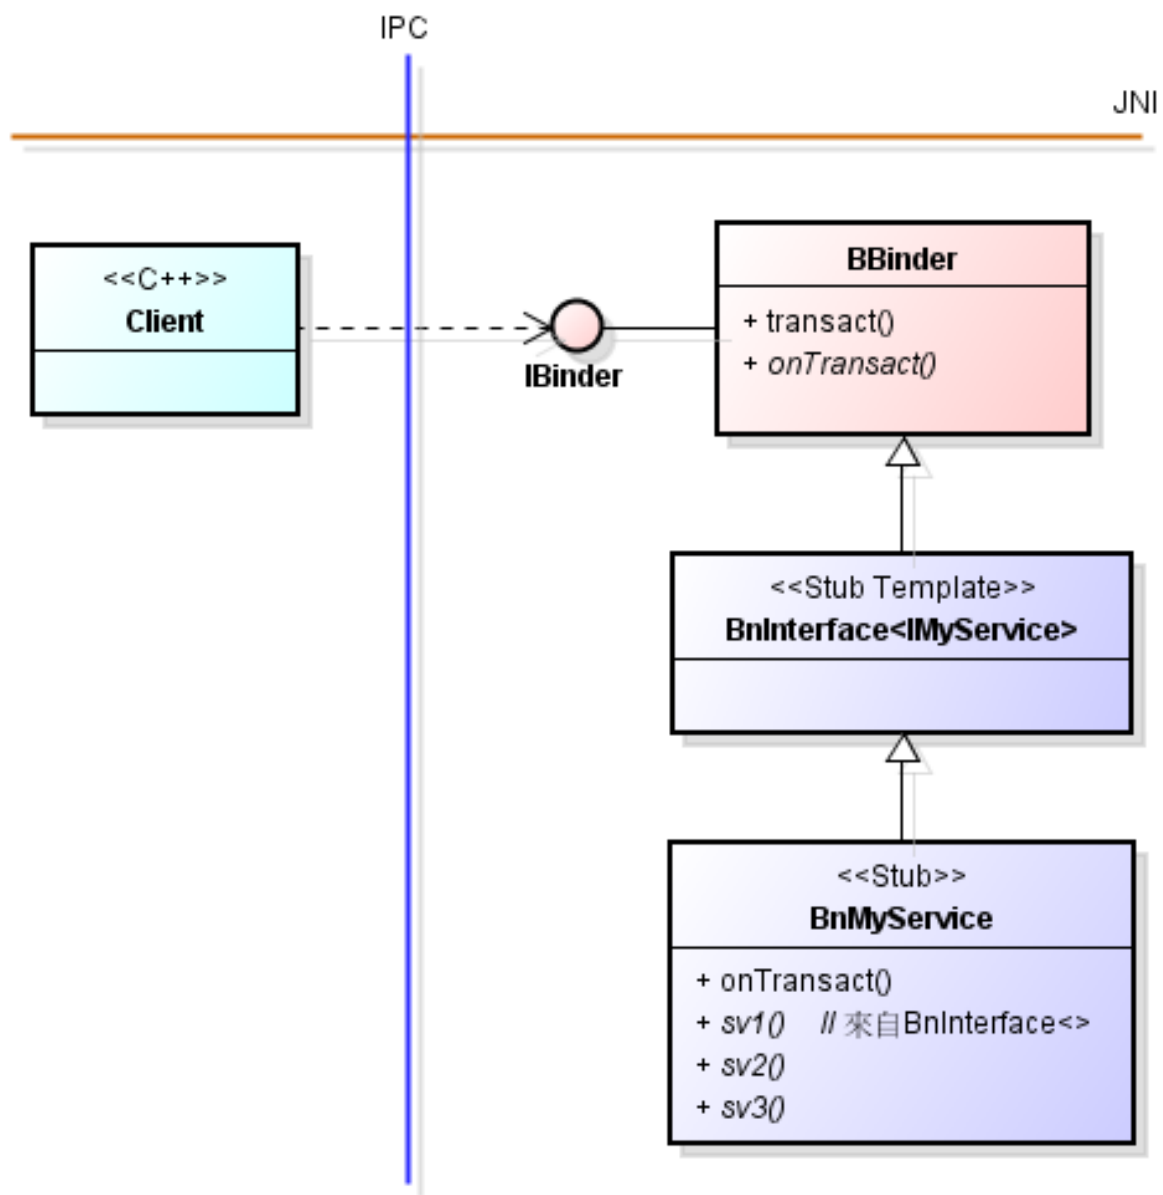 IPC
JNI
<<C++>>
Client
IBinder
BBinder
+ transact()
+ onTransact()
<<Stub Template>>
BnInterface<IMyService>
<<Stub>>
BnMyService
+ onTransact()
+ sv1() // 來自BnInterface<>
+ sv2()
+ sv3()